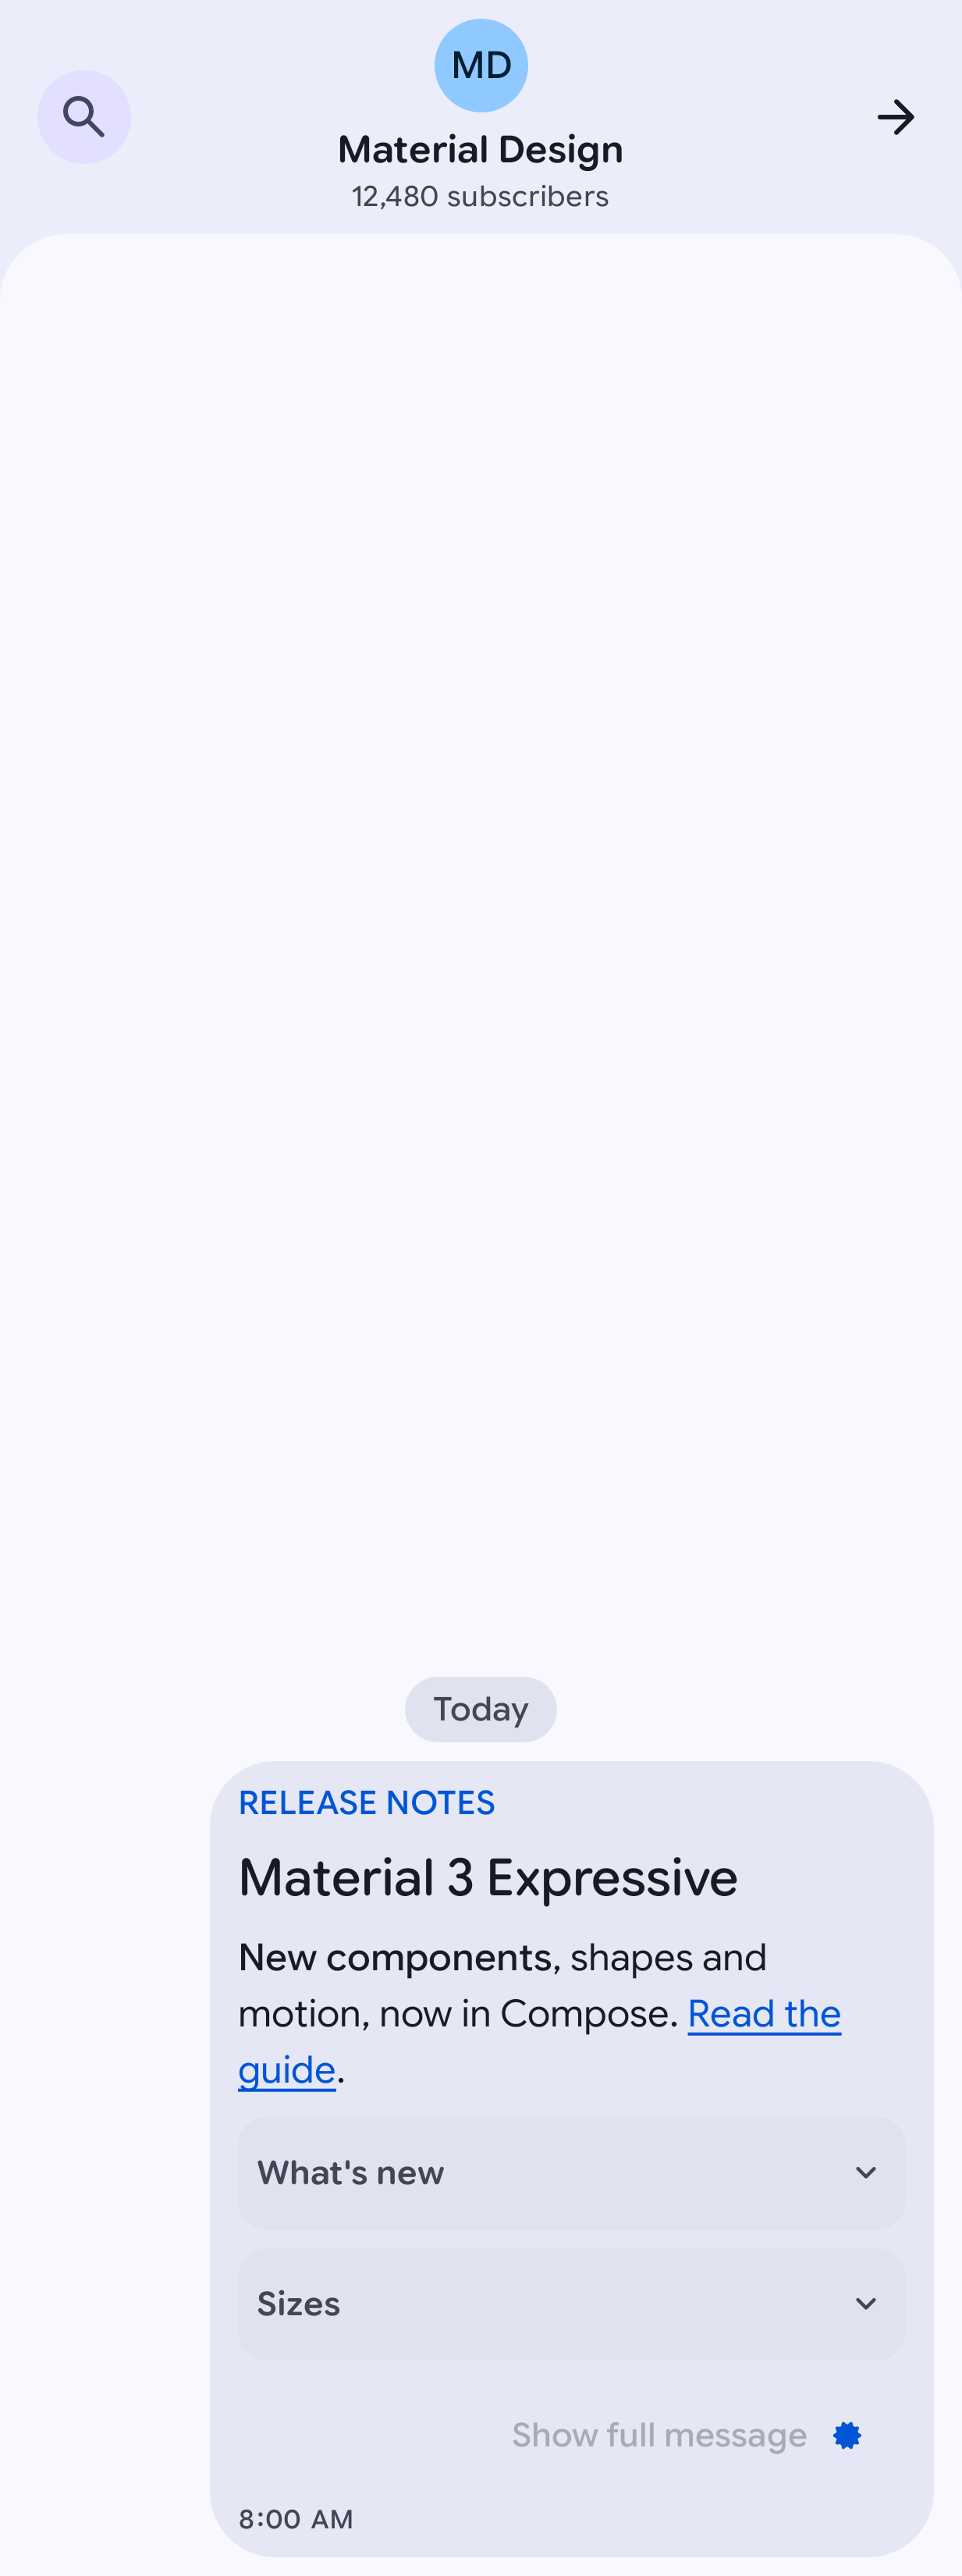 MD
Material Design
12,480 subscribers
Today
RELEASE NOTES
Material 3 Expressive
New components, shapes and
motion, now in Compose. Read the
guide.
What's new
Sizes
Show full message
8:00 AM